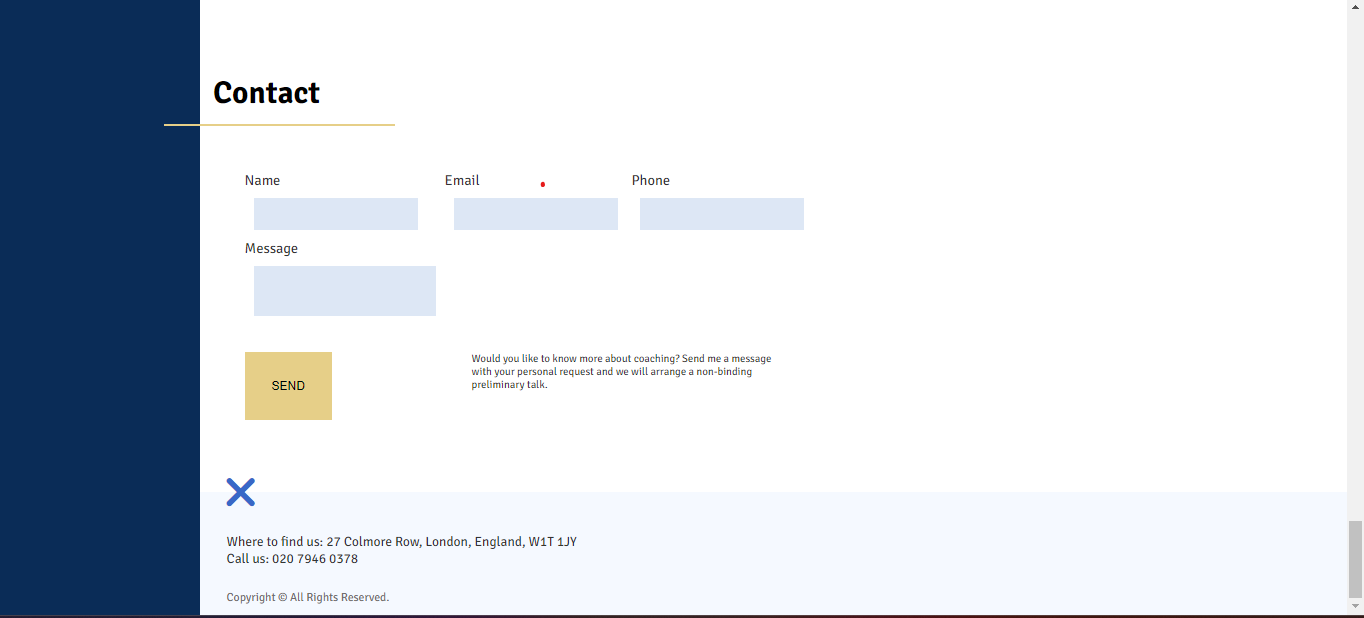 Contact
Name Email Phone
Message
Would you like to know more about coaching? Send me a message
with your personal request and we will arrange a non-binding
preliminary talk.
SEND
Where to find us: 27 Colmore Row, London, England, W1T 1JY
Call us: 020 7946 0378
Copyright © All Rights Reserved.